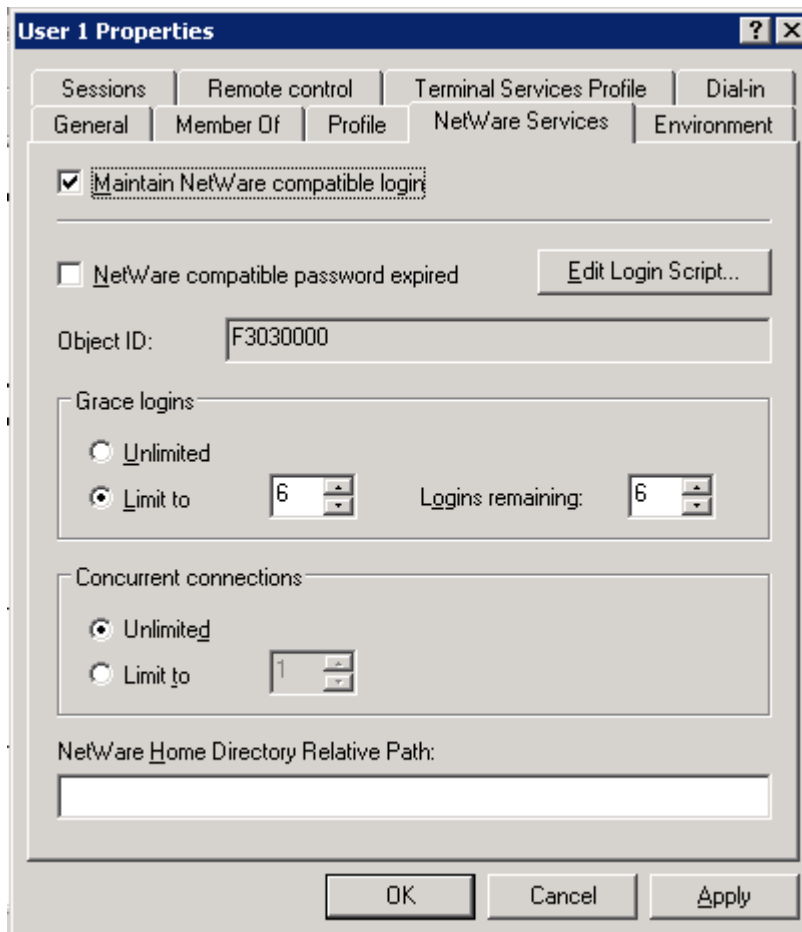 User 1 Properties
Sessions Remote control Terminal Services Profile Dial-in
General Member Of Profile NetWare Services Environment
Maintain NetWare compatible login
NetWare compatible password expired Edit Login Script...
Object ID: F3030000
Grace logins
Unlimited
Limit to 6 Logins remaining: 6
Concurrent connections
Unlimited
Limit to 1
NetWare Home Directory Relative Path:
OK Cancel Apply